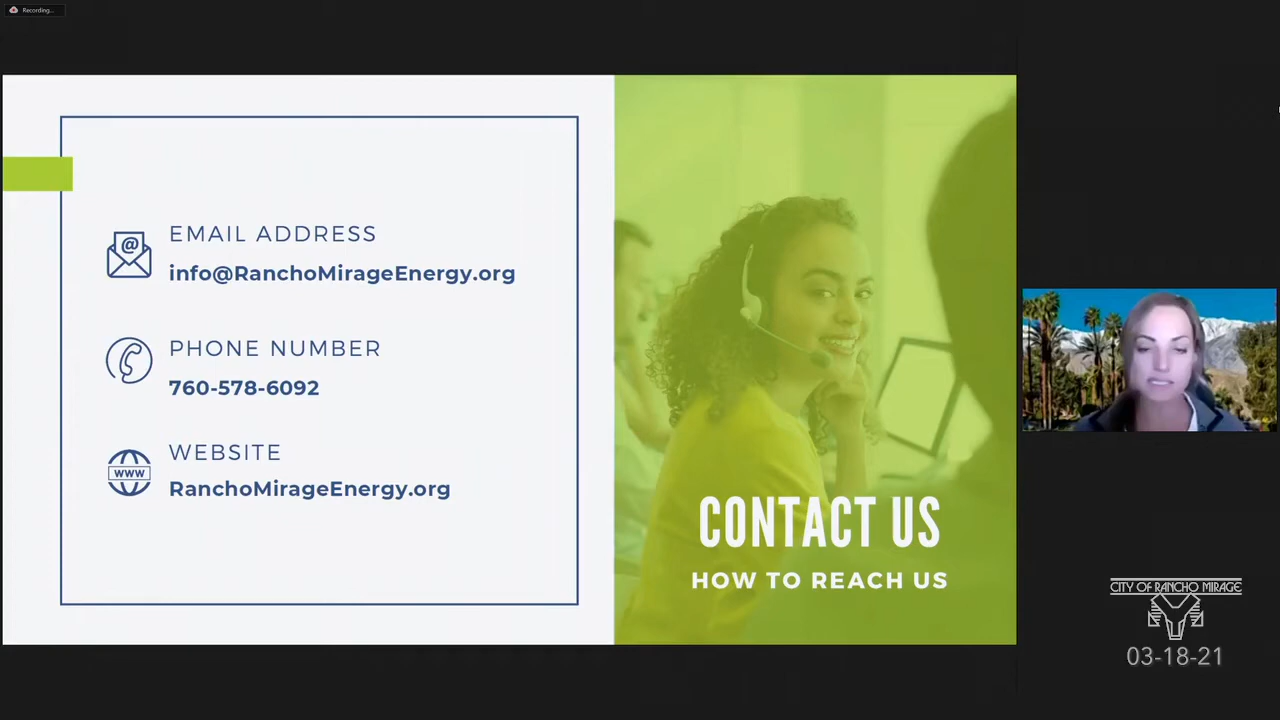 Recording...
EMAIL ADDRESS
info@RanchoMirageEnergy.org
PHONE NUMBER
760-578-6092
WEBSITE
www
RanchoMirageEnergy.org
CONTACT US
HOW TO REACH US
CITY OF RANCHO MIRAGE
03-18-21